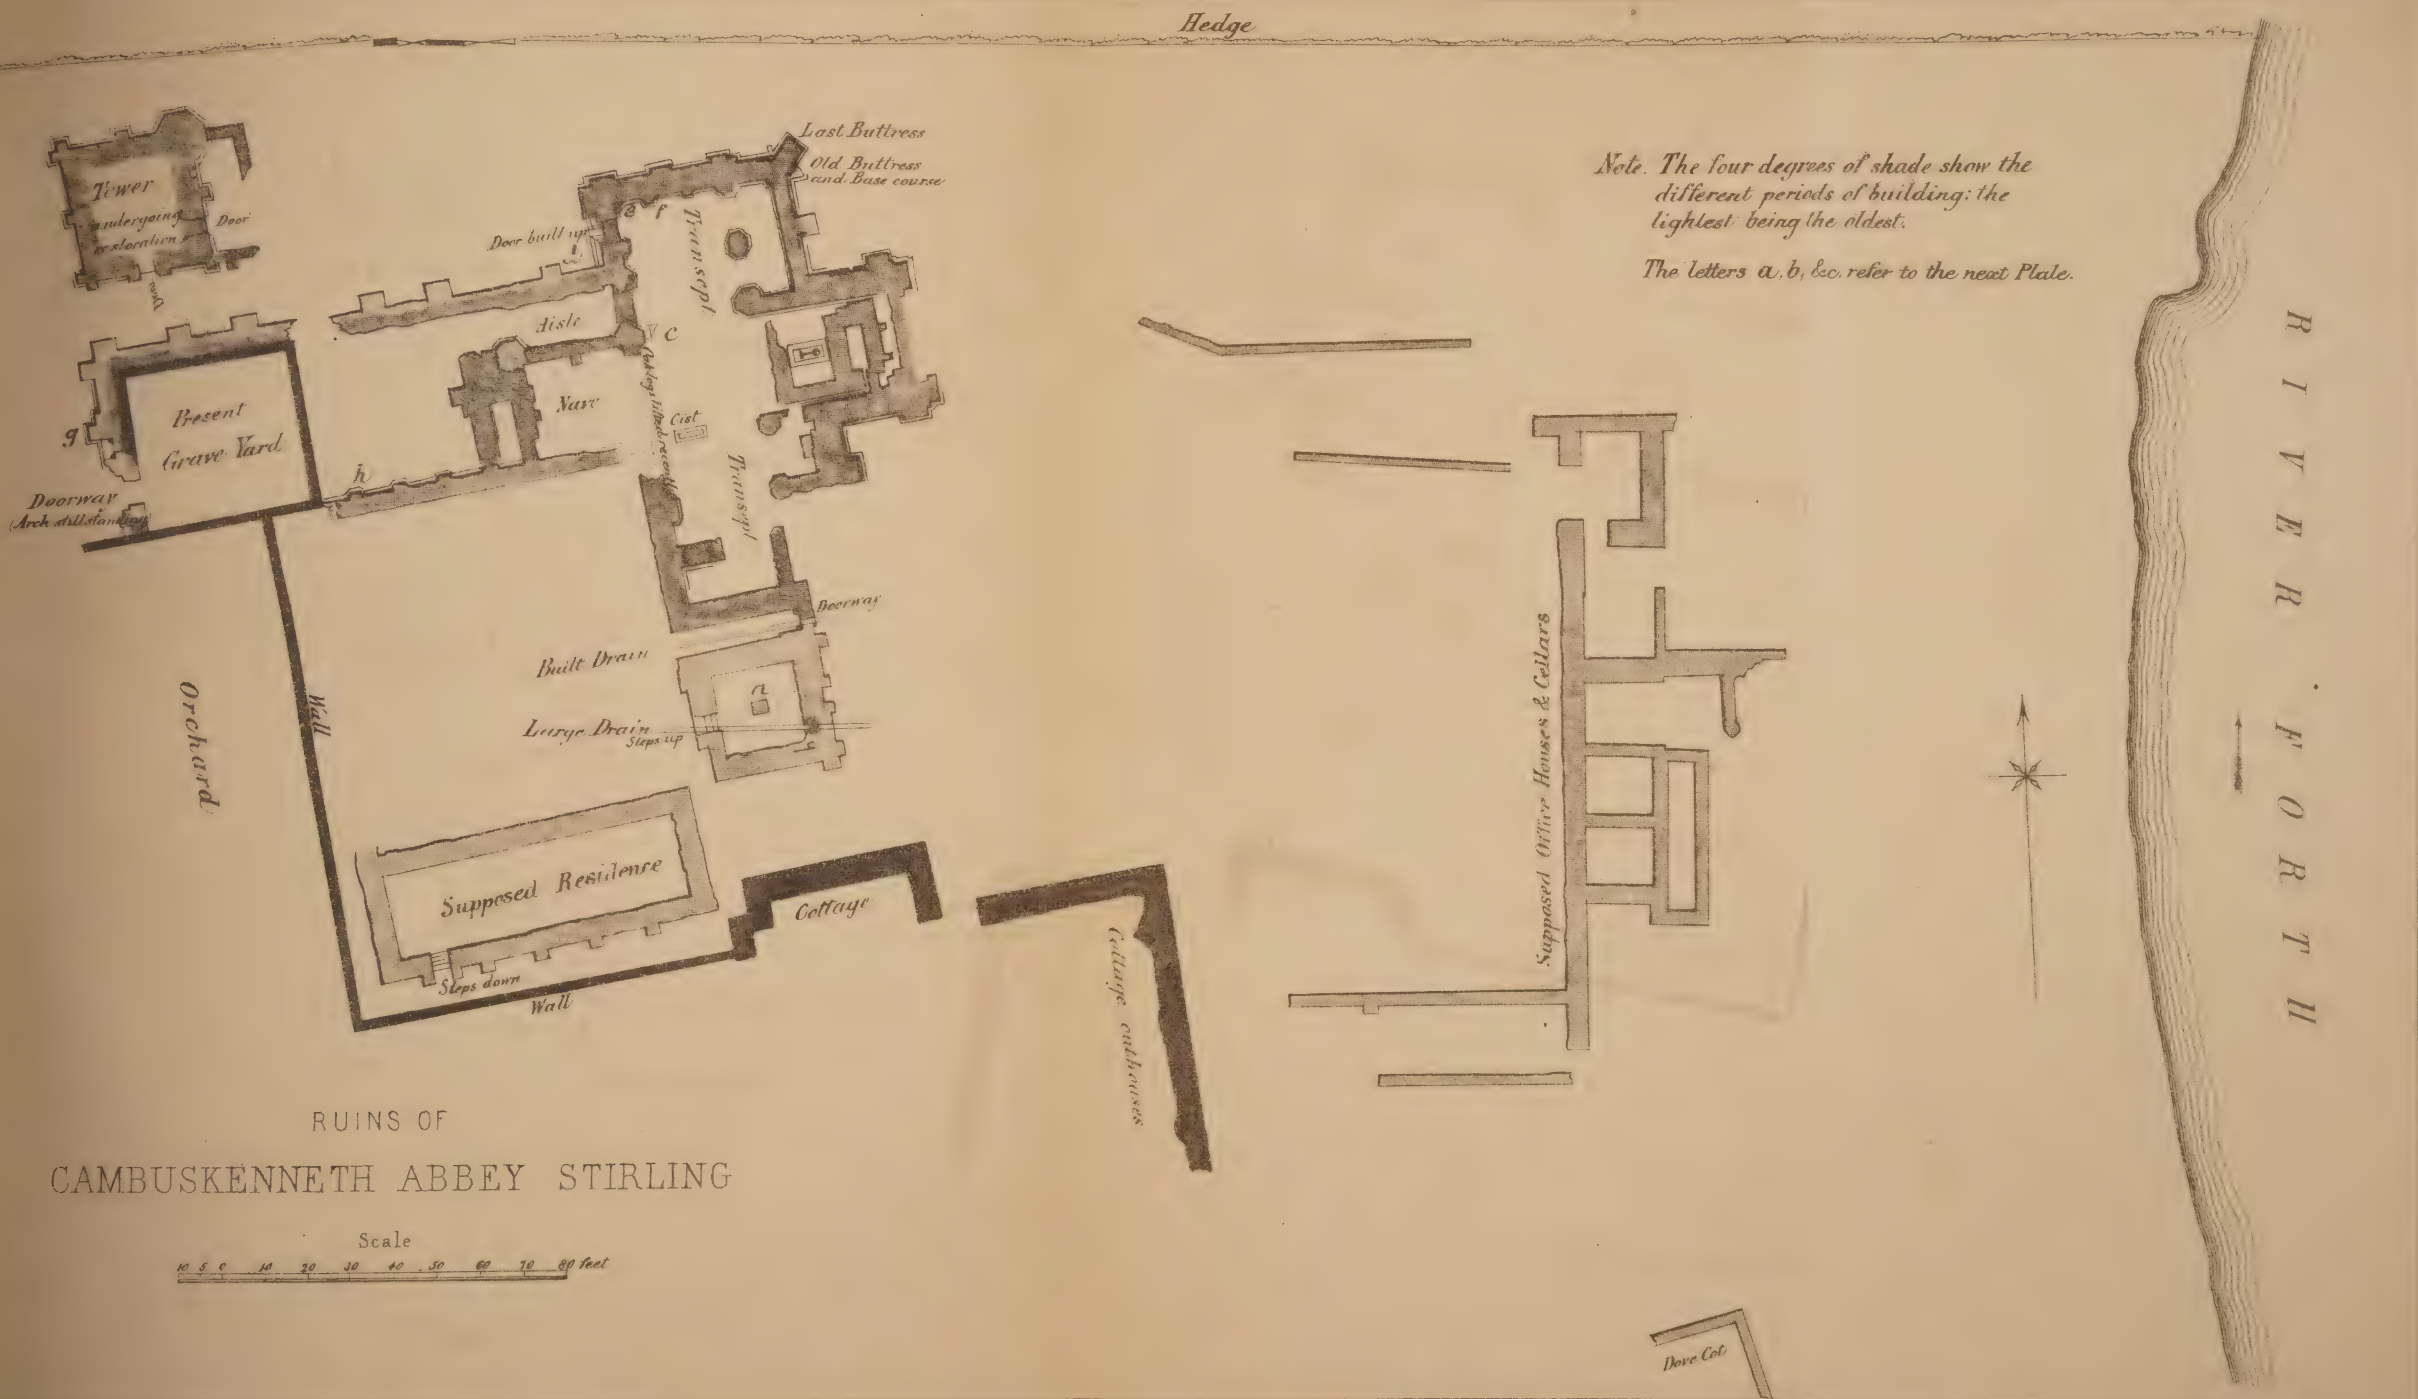 Hedge
Last Buttress
Old Buttress
and Base course
Note. The four degrees of shade show the
different periods of building: the
lightest being the oldest.
The letters a, b, &c. refer to the next Plate.
Tower
undergoing
restoration
Door
Door
Door built up
e f
Transept
Aisle
c
Nave
Cist
Transept
Present
Grave Yard
g
h
Doorway
(Arch still standing)
Doorway
Built Drain
a
Large Drain
Steps up
Orchard
Wall
Supposed Residence
Steps down
Wall
Cottage
Cottage outhouses
Supposed Office Houses & Cellars
RIVER FORTH
RUINS OF
CAMBUSKENNETH ABBEY STIRLING
Scale
10 5 0 10 20 30 40 50 60 70 80 feet
Dove Cot